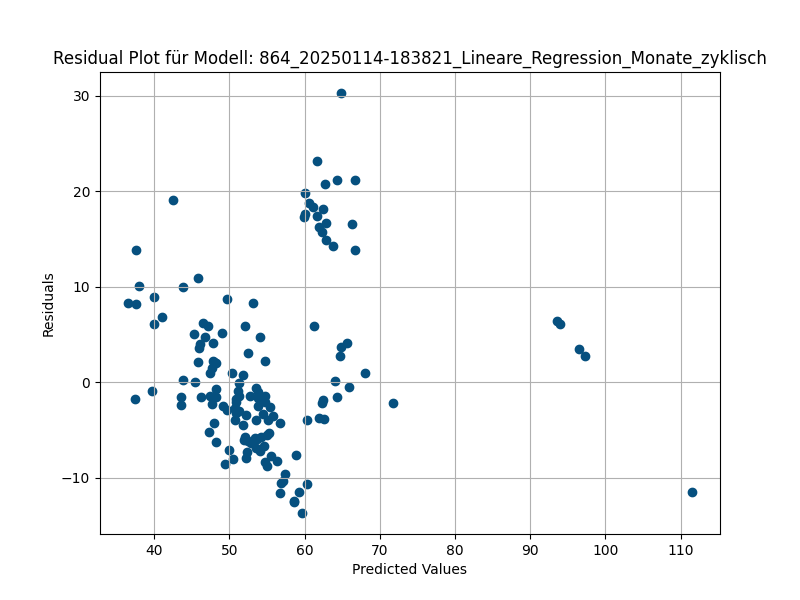 Residual Plot für Modell: 864_20250114-183821_Lineare_Regression_Monate_zyklisch
30
20
10
0
−10
Residuals
40 50 60 70 80 90 100 110
Predicted Values